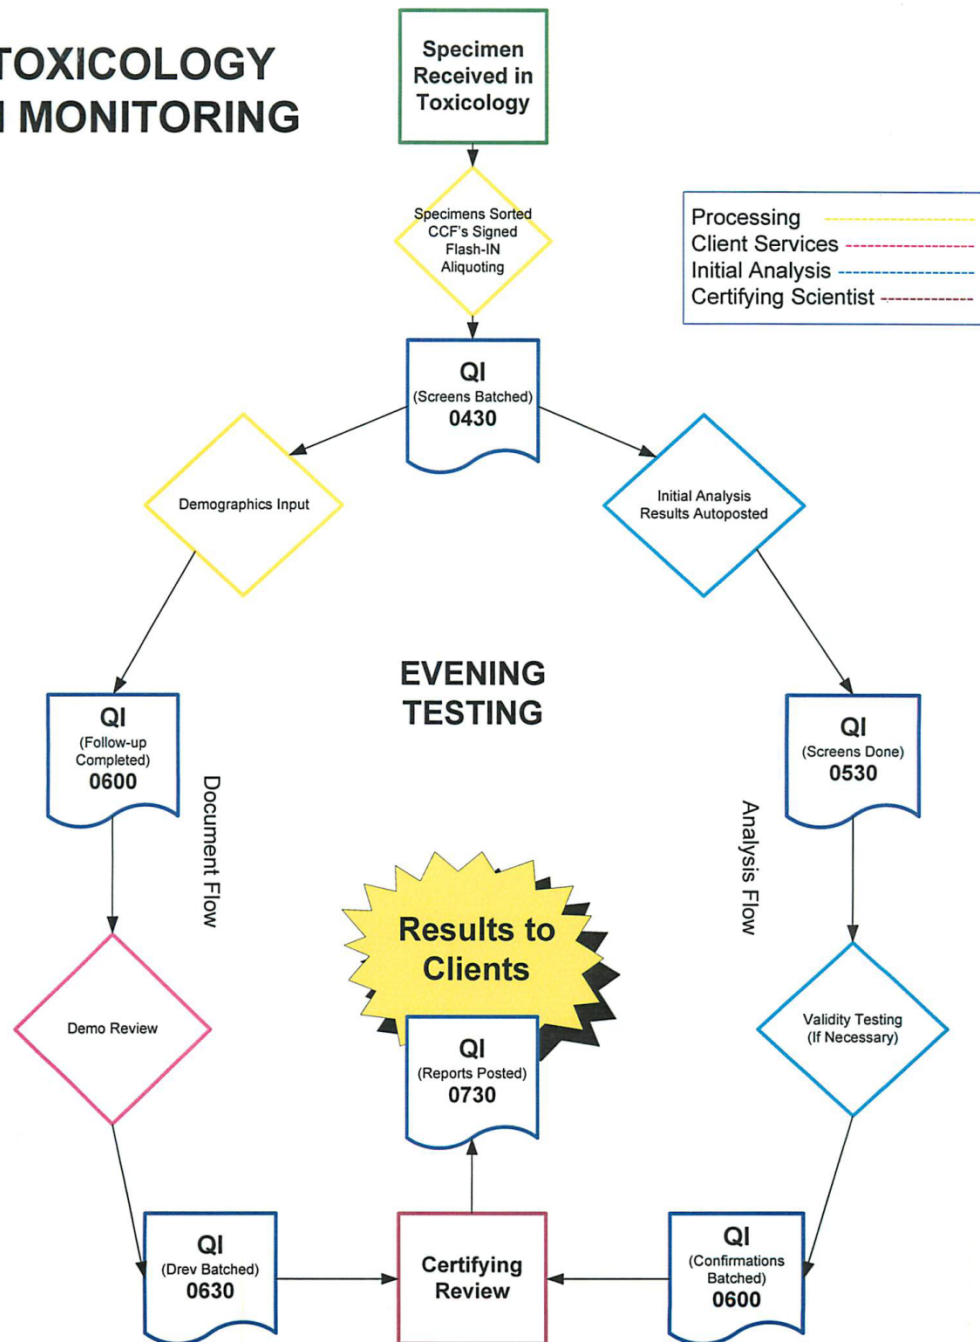 TOXICOLOGY
MONITORING
Specimen
Received in
Toxicology
Specimens Sorted
CCF's Signed
Flash-IN
Aliquoting
Processing
Client Services
Initial Analysis
Certifying Scientist
QI
(Screens Batched)
0430
Demographics Input
Initial Analysis
Results Autoposted
EVENING
TESTING
QI
(Follow-up
Completed)
0600
QI
(Screens Done)
0530
Document Flow
Analysis Flow
Results to
Clients
Demo Review
Validity Testing
(If Necessary)
QI
(Reports Posted)
0730
QI
(Drev Batched)
0630
Certifying
Review
QI
(Confirmations
Batched)
0600